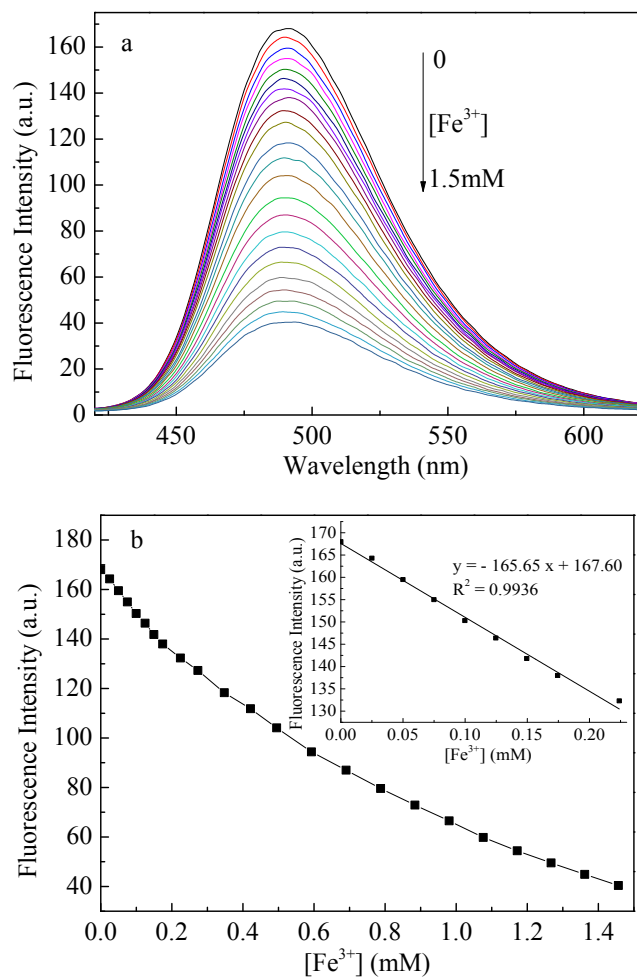 a
0
[Fe³⁺]
1.5mM
160
140
120
100
80
60
40
20
0
Fluorescence Intensity (a.u.)
450 500 550 600
Wavelength (nm)
b
180
160
140
120
100
80
60
40
Fluorescence Intensity (a.u.)
170
165
160
155
150
145
140
135
130
Fluorescence Intensity (a.u.)
y = - 165.65 x + 167.60
R² = 0.9936
0.00 0.05 0.10 0.15 0.20
[Fe³⁺] (mM)
0.0 0.2 0.4 0.6 0.8 1.0 1.2 1.4
[Fe³⁺] (mM)